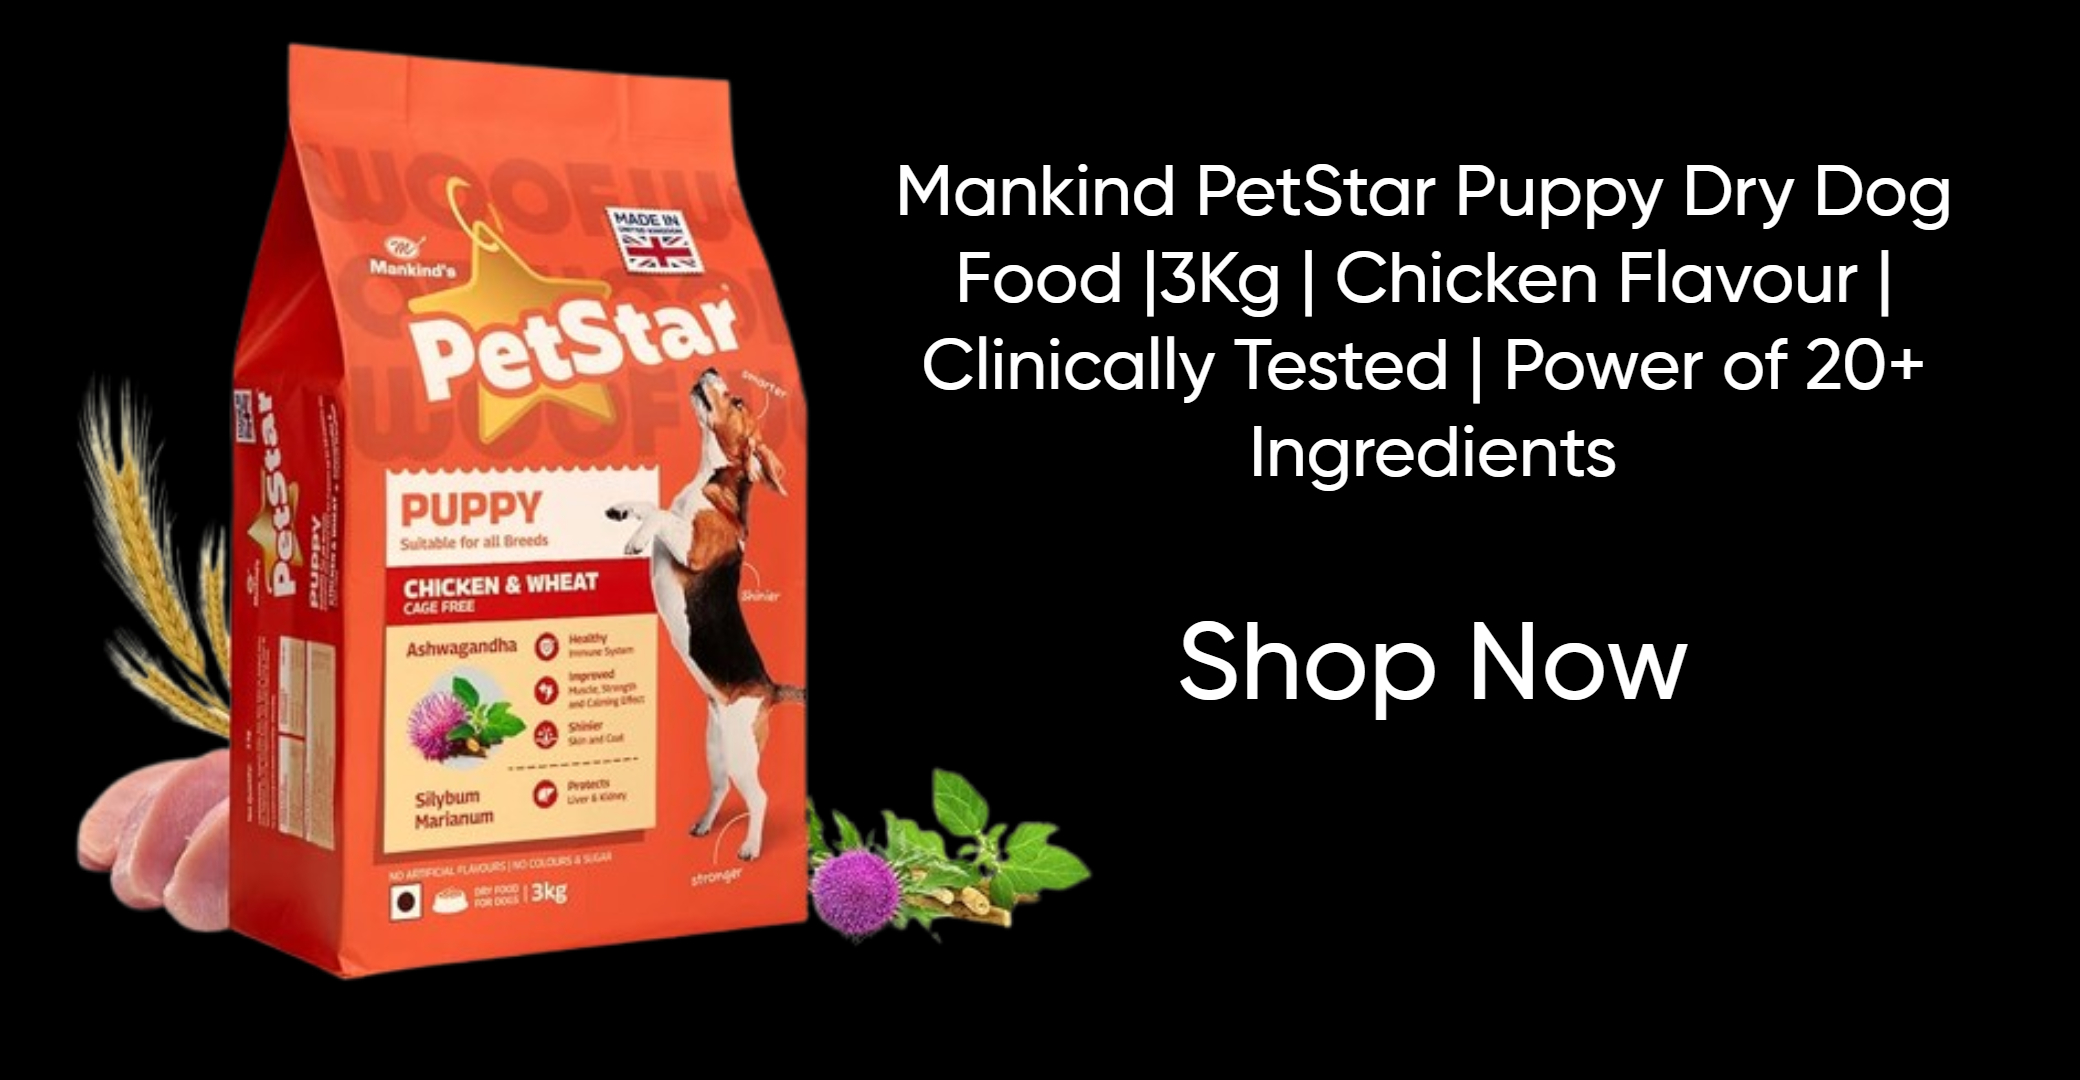 WOOF
MADE IN
UNITED KINGDOM
M
Mankind's
PetStar
WOOF
smarter
PUPPY
Suitable for all Breeds
CHICKEN & WHEAT
CAGE FREE
Shinier
Ashwagandha
Healthy
Immune System
Improved
Muscle, Strength
and Calming Effect
Shinier
Skin and Coat
Silybum
Marianum
Protects
Liver & Kidney
stronger
NO ARTIFICIAL FLAVOURS | NO COLOURS & SUGAR
DRY FOOD
FOR DOGS | 3kg
PetStar
PUPPY
Mankind PetStar Puppy Dry Dog
Food |3Kg | Chicken Flavour |
Clinically Tested | Power of 20+
Ingredients
Shop Now